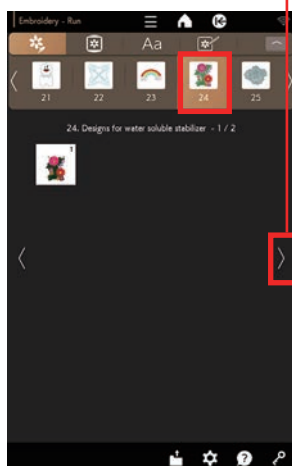 Embroidery - Run
Aa
21 22 23 24 25
24. Designs for water soluble stabilizer - 1 / 2
1
?